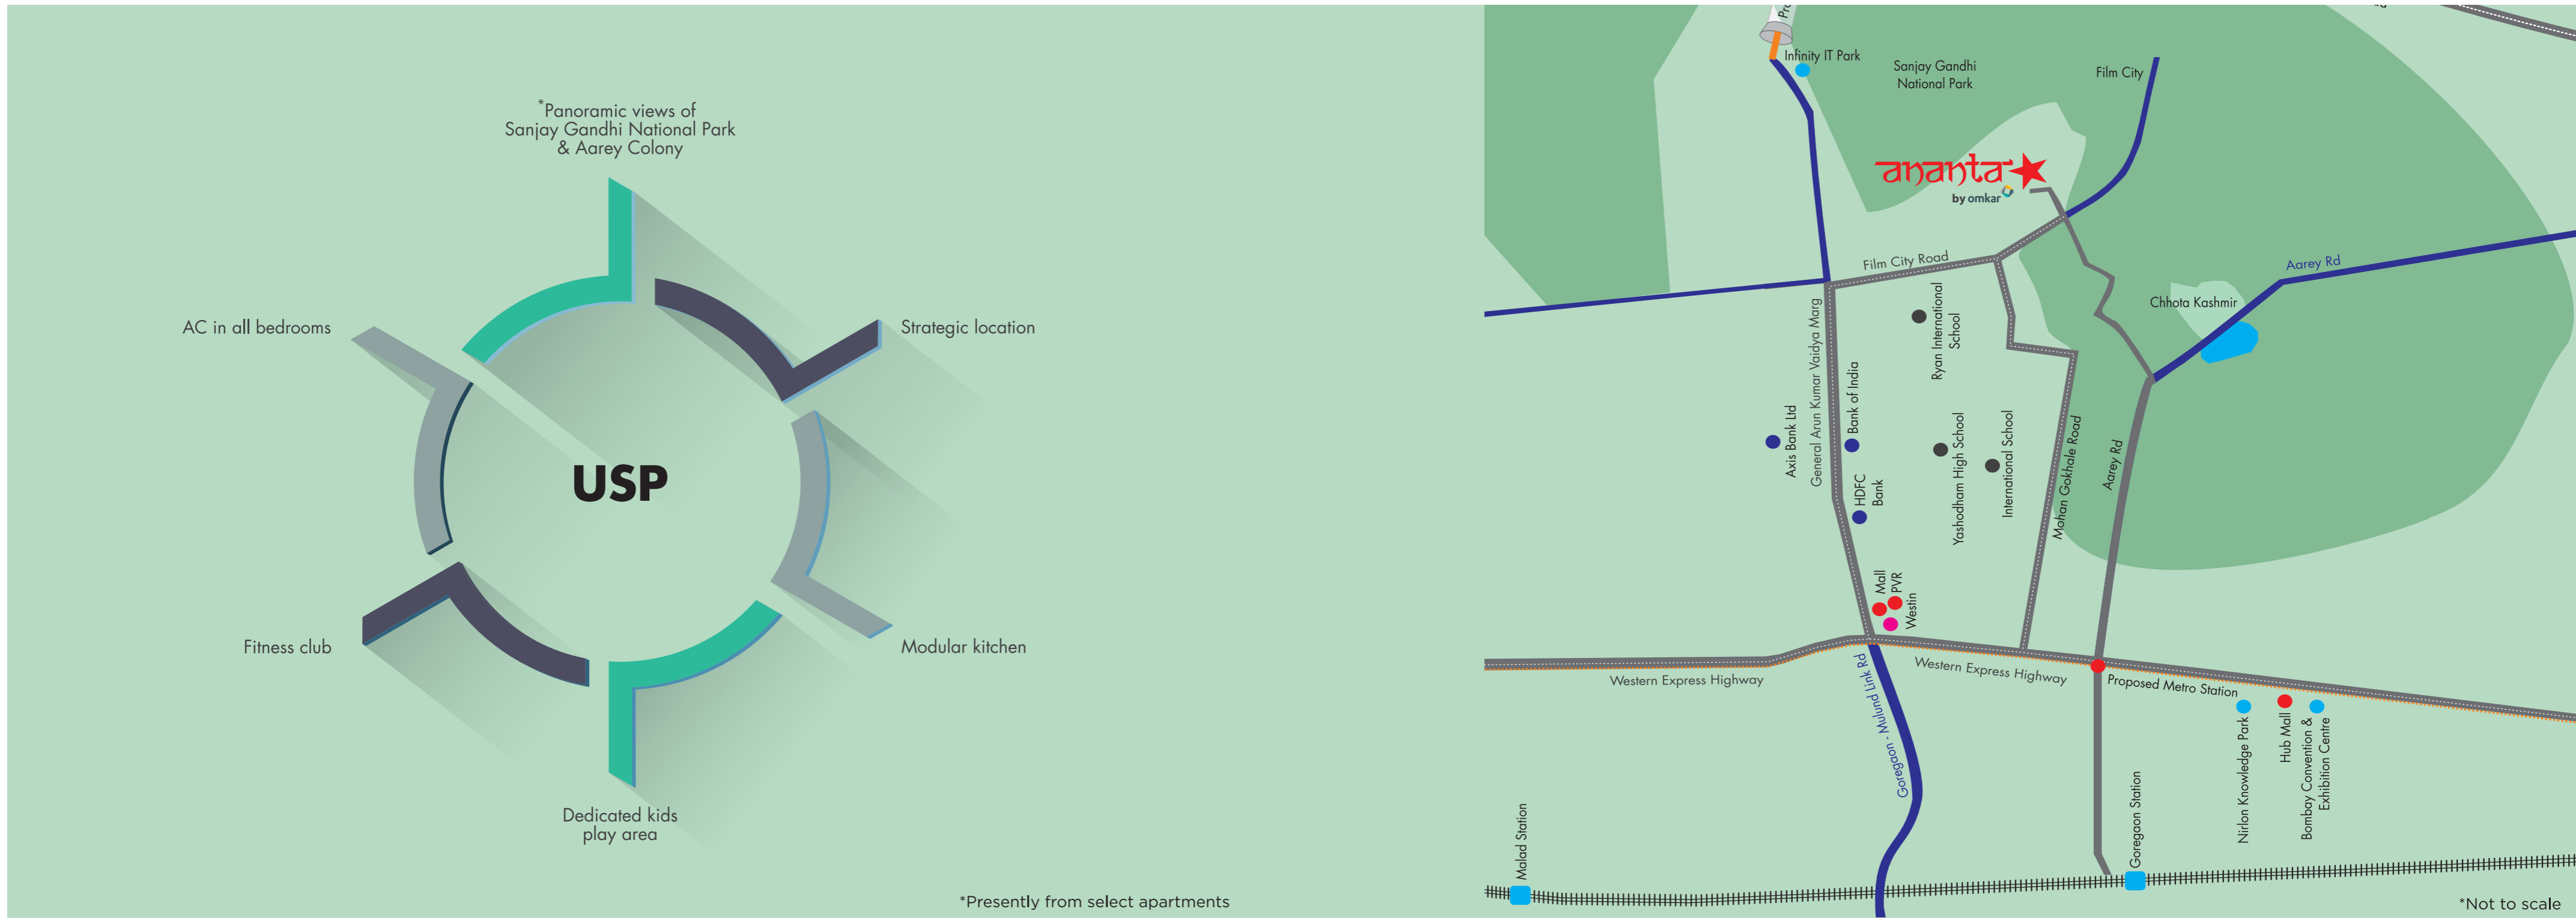 *Panoramic views of
Sanjay Gandhi National Park
& Aarey Colony
AC in all bedrooms
Strategic location
USP
Fitness club
Modular kitchen
Dedicated kids
play area
*Presently from select apartments
Infinity IT Park
Sanjay Gandhi
National Park
Film City
ananta
by omkar
Film City Road
Aarey Rd
Chhota Kashmir
General Arun Kumar Vaidya Marg
Ryan International
School
Axis Bank Ltd
Bank of India
HDFC
Bank
Yashodham High School
International School
Mohan Gokhale Road
Aarey Rd
Mall
PVR
Westin
Western Express Highway
Western Express Highway
Goregaon - Mulund Link Rd
Proposed Metro Station
Nirlon Knowledge Park
Hub Mall
Bombay Convention &
Exhibition Centre
Malad Station
Goregaon Station
*Not to scale